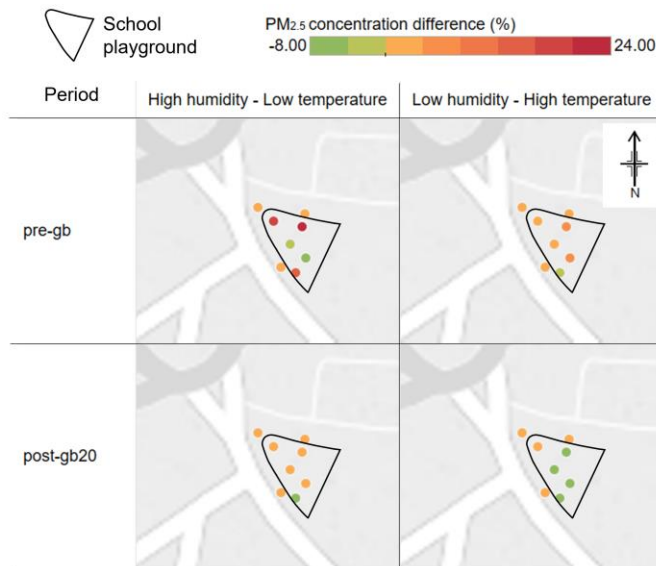 School
playground
PM2.5 concentration difference (%)
-8.00 24.00
Period
High humidity - Low temperature
Low humidity - High temperature
N
pre-gb
post-gb20